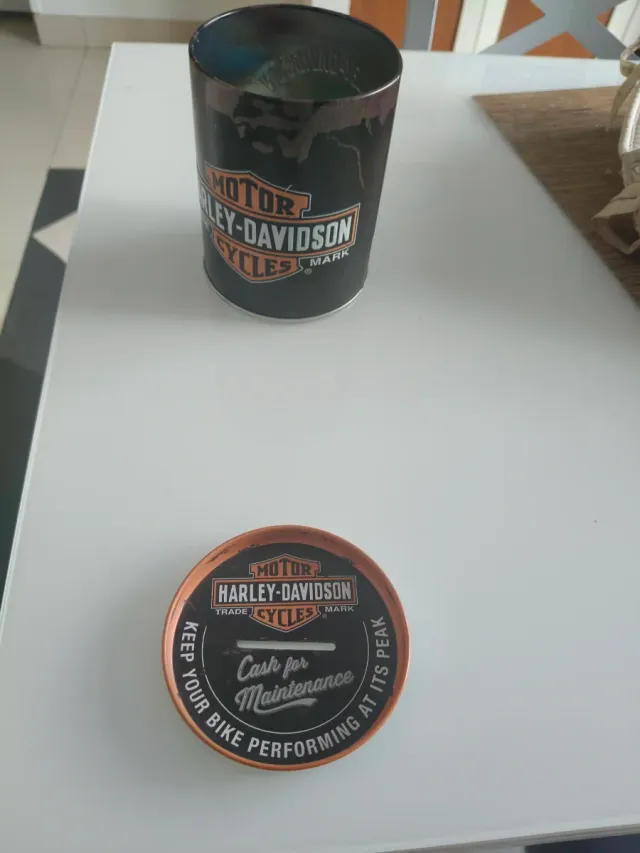 MOTOR
RLEY-DAVIDSON
CYCLES
® MARK
MOTOR
HARLEY-DAVIDSON
TRADE MARK
CYCLES ®
Cash for
Maintenance
KEEP YOUR BIKE PERFORMING AT ITS PEAK